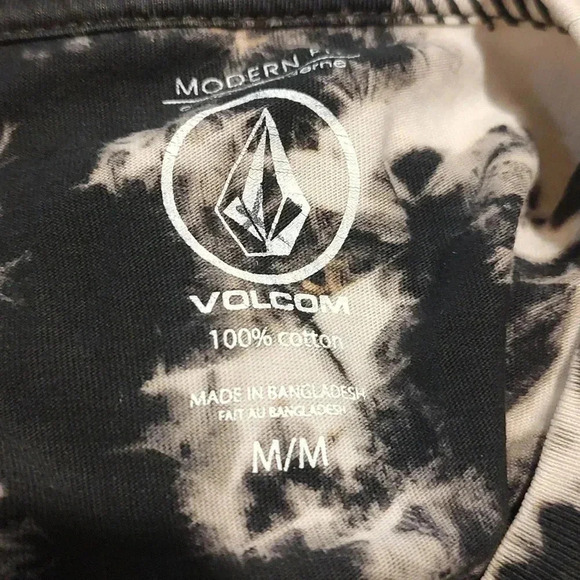 MODERN
VOLCOM
100% cotton
MADE IN BANGLADESH
FAIT AU BANGLADESH
M/M